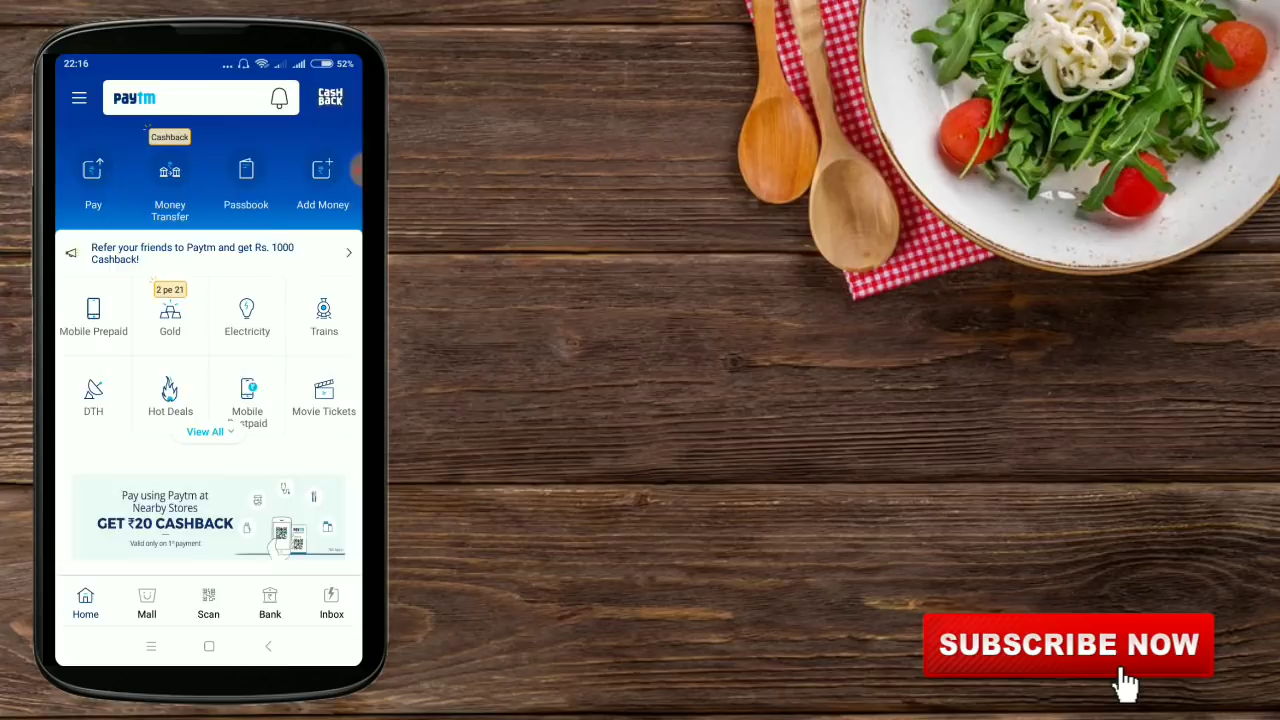 22:16
52%
paytm
CASH
BACK
Cashback
Pay
Money
Transfer
Passbook
Add Money
Refer your friends to Paytm and get Rs. 1000
Cashback!
2 pe 21
Mobile Prepaid
Gold
Electricity
Trains
DTH
Hot Deals
Mobile
stpaid
Movie Tickets
View All
Pay using Paytm at
Nearby Stores
GET ₹20 CASHBACK
Valid only on 1st payment
Home
Mall
Scan
Bank
Inbox
SUBSCRIBE NOW